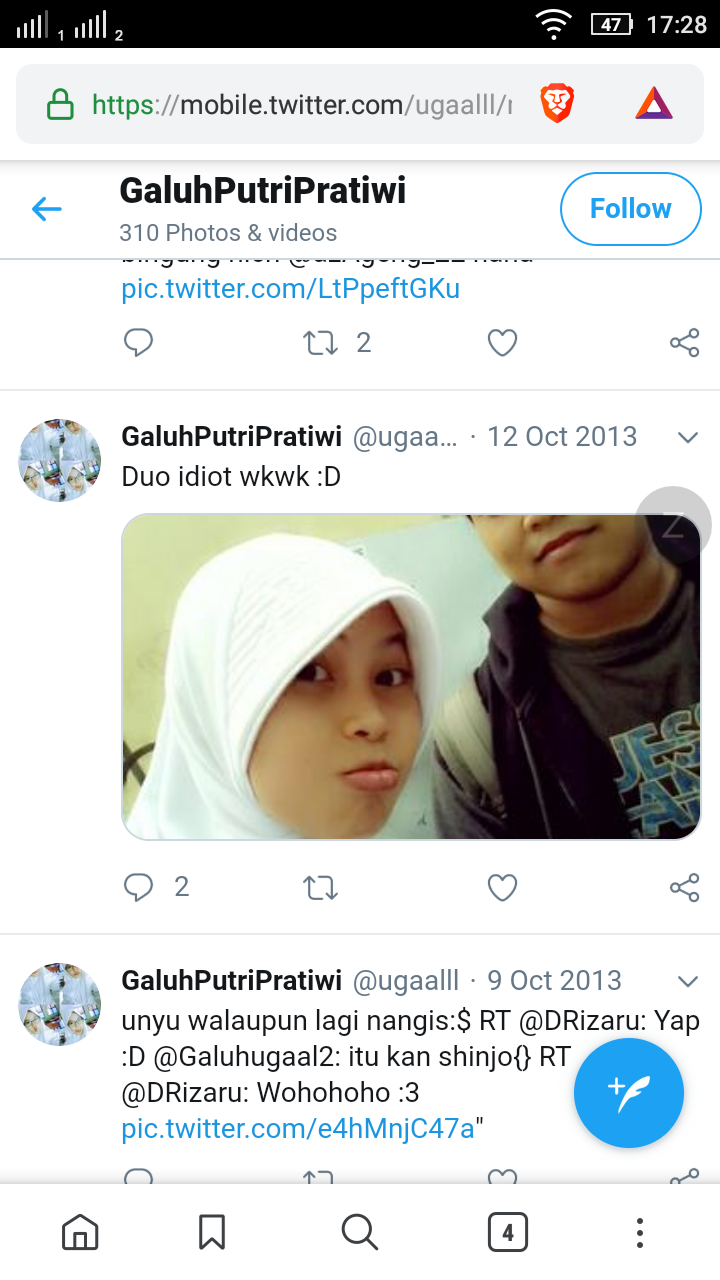 1 2 47 17:28
https://mobile.twitter.com/ugaalll/
GaluhPutriPratiwi
Follow
310 Photos & videos
pic.twitter.com/LtPpeftGKu
2
GaluhPutriPratiwi @ugaa... · 12 Oct 2013
Duo idiot wkwk :D
Z
JES
2
GaluhPutriPratiwi @ugaalll · 9 Oct 2013
unyu walaupun lagi nangis:$ RT @DRizaru: Yap
:D @Galuhugaal2: itu kan shinjo{} RT
@DRizaru: Wohohoho :3
pic.twitter.com/e4hMnjC47a"
4